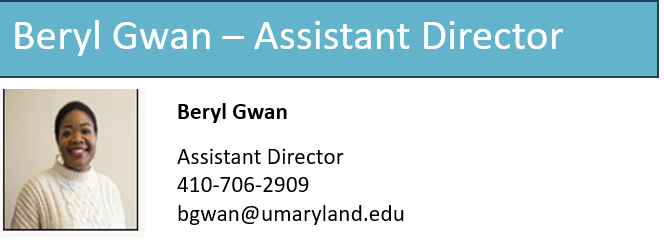 Beryl Gwan – Assistant Director
Beryl Gwan
Assistant Director
410-706-2909
bgwan@umaryland.edu